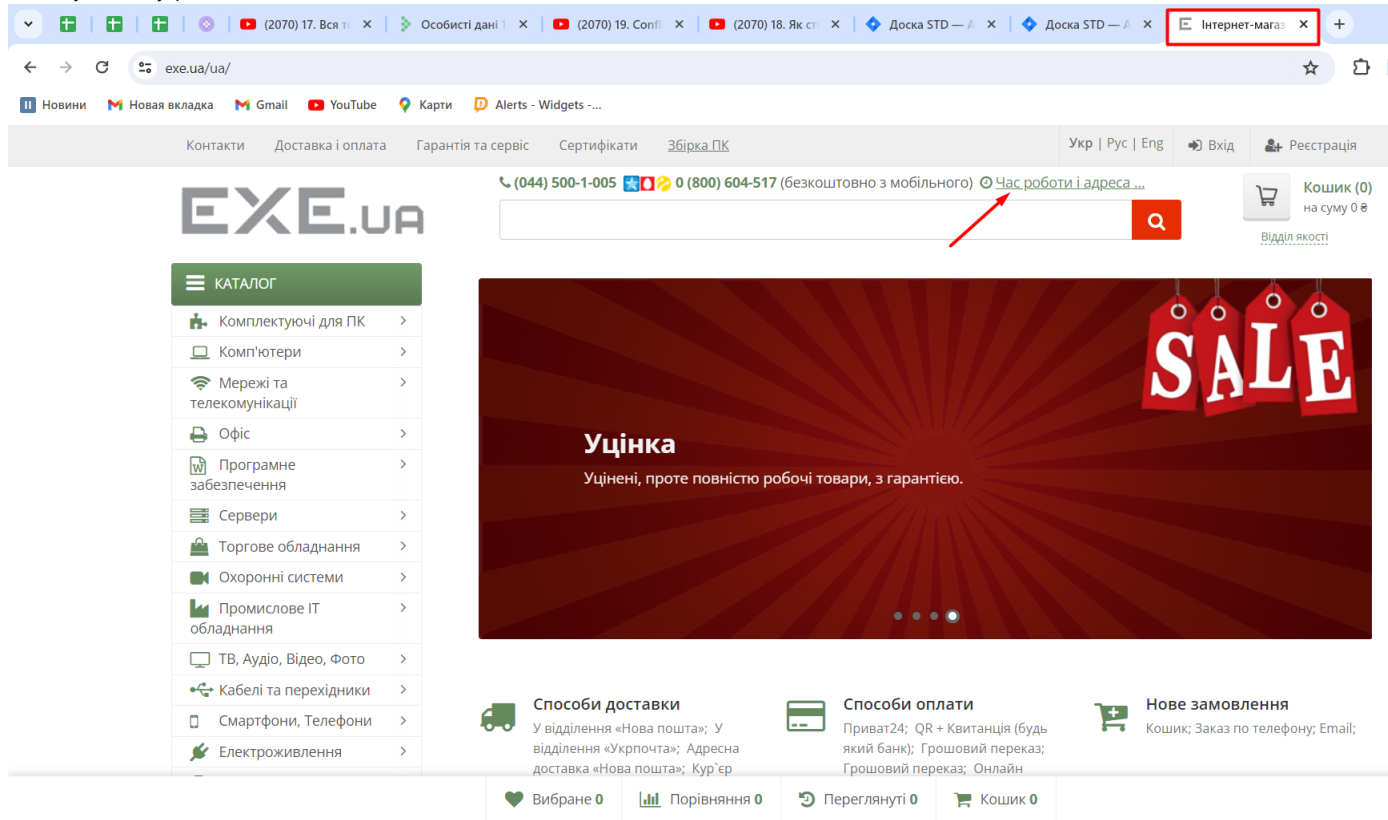 (2070) 17. Вся т
Особисті дані 1
(2070) 19. Confl
(2070) 18. Як ст
Доска STD — A
Доска STD — A
Інтернет-магаз
exe.ua/ua/
Новини
Новая вкладка
Gmail
YouTube
Карти
Alerts - Widgets -...
Контакти
Доставка і оплата
Гарантія та сервіс
Сертифікати
Збірка ПК
Укр | Рус | Eng
Вхід
Реєстрація
(044) 500-1-005 0 (800) 604-517 (безкоштовно з мобільного) Час роботи і адреса ...
EXE.UA
Кошик (0)
на суму 0 ₴
Відділ якості
КАТАЛОГ
Комплектуючі для ПК
Комп'ютери
Мережі та
телекомунікації
Офіс
Програмне
забезпечення
Сервери
Торгове обладнання
Охоронні системи
Промислове IT
обладнання
ТВ, Аудіо, Відео, Фото
Кабелі та перехідники
Смартфони, Телефони
Електроживлення
SALE
Уцінка
Уцінені, проте повністю робочі товари, з гарантією.
Способи доставки
У відділення «Нова пошта»; У
відділення «Укрпочта»; Адресна
доставка «Нова пошта»; Кур`єр
Способи оплати
Приват24; QR + Квитанція (будь
який банк); Грошовий переказ;
Грошовий переказ; Онлайн
Нове замовлення
Кошик; Заказ по телефону; Email;
Вибране 0
Порівняння 0
Переглянуті 0
Кошик 0